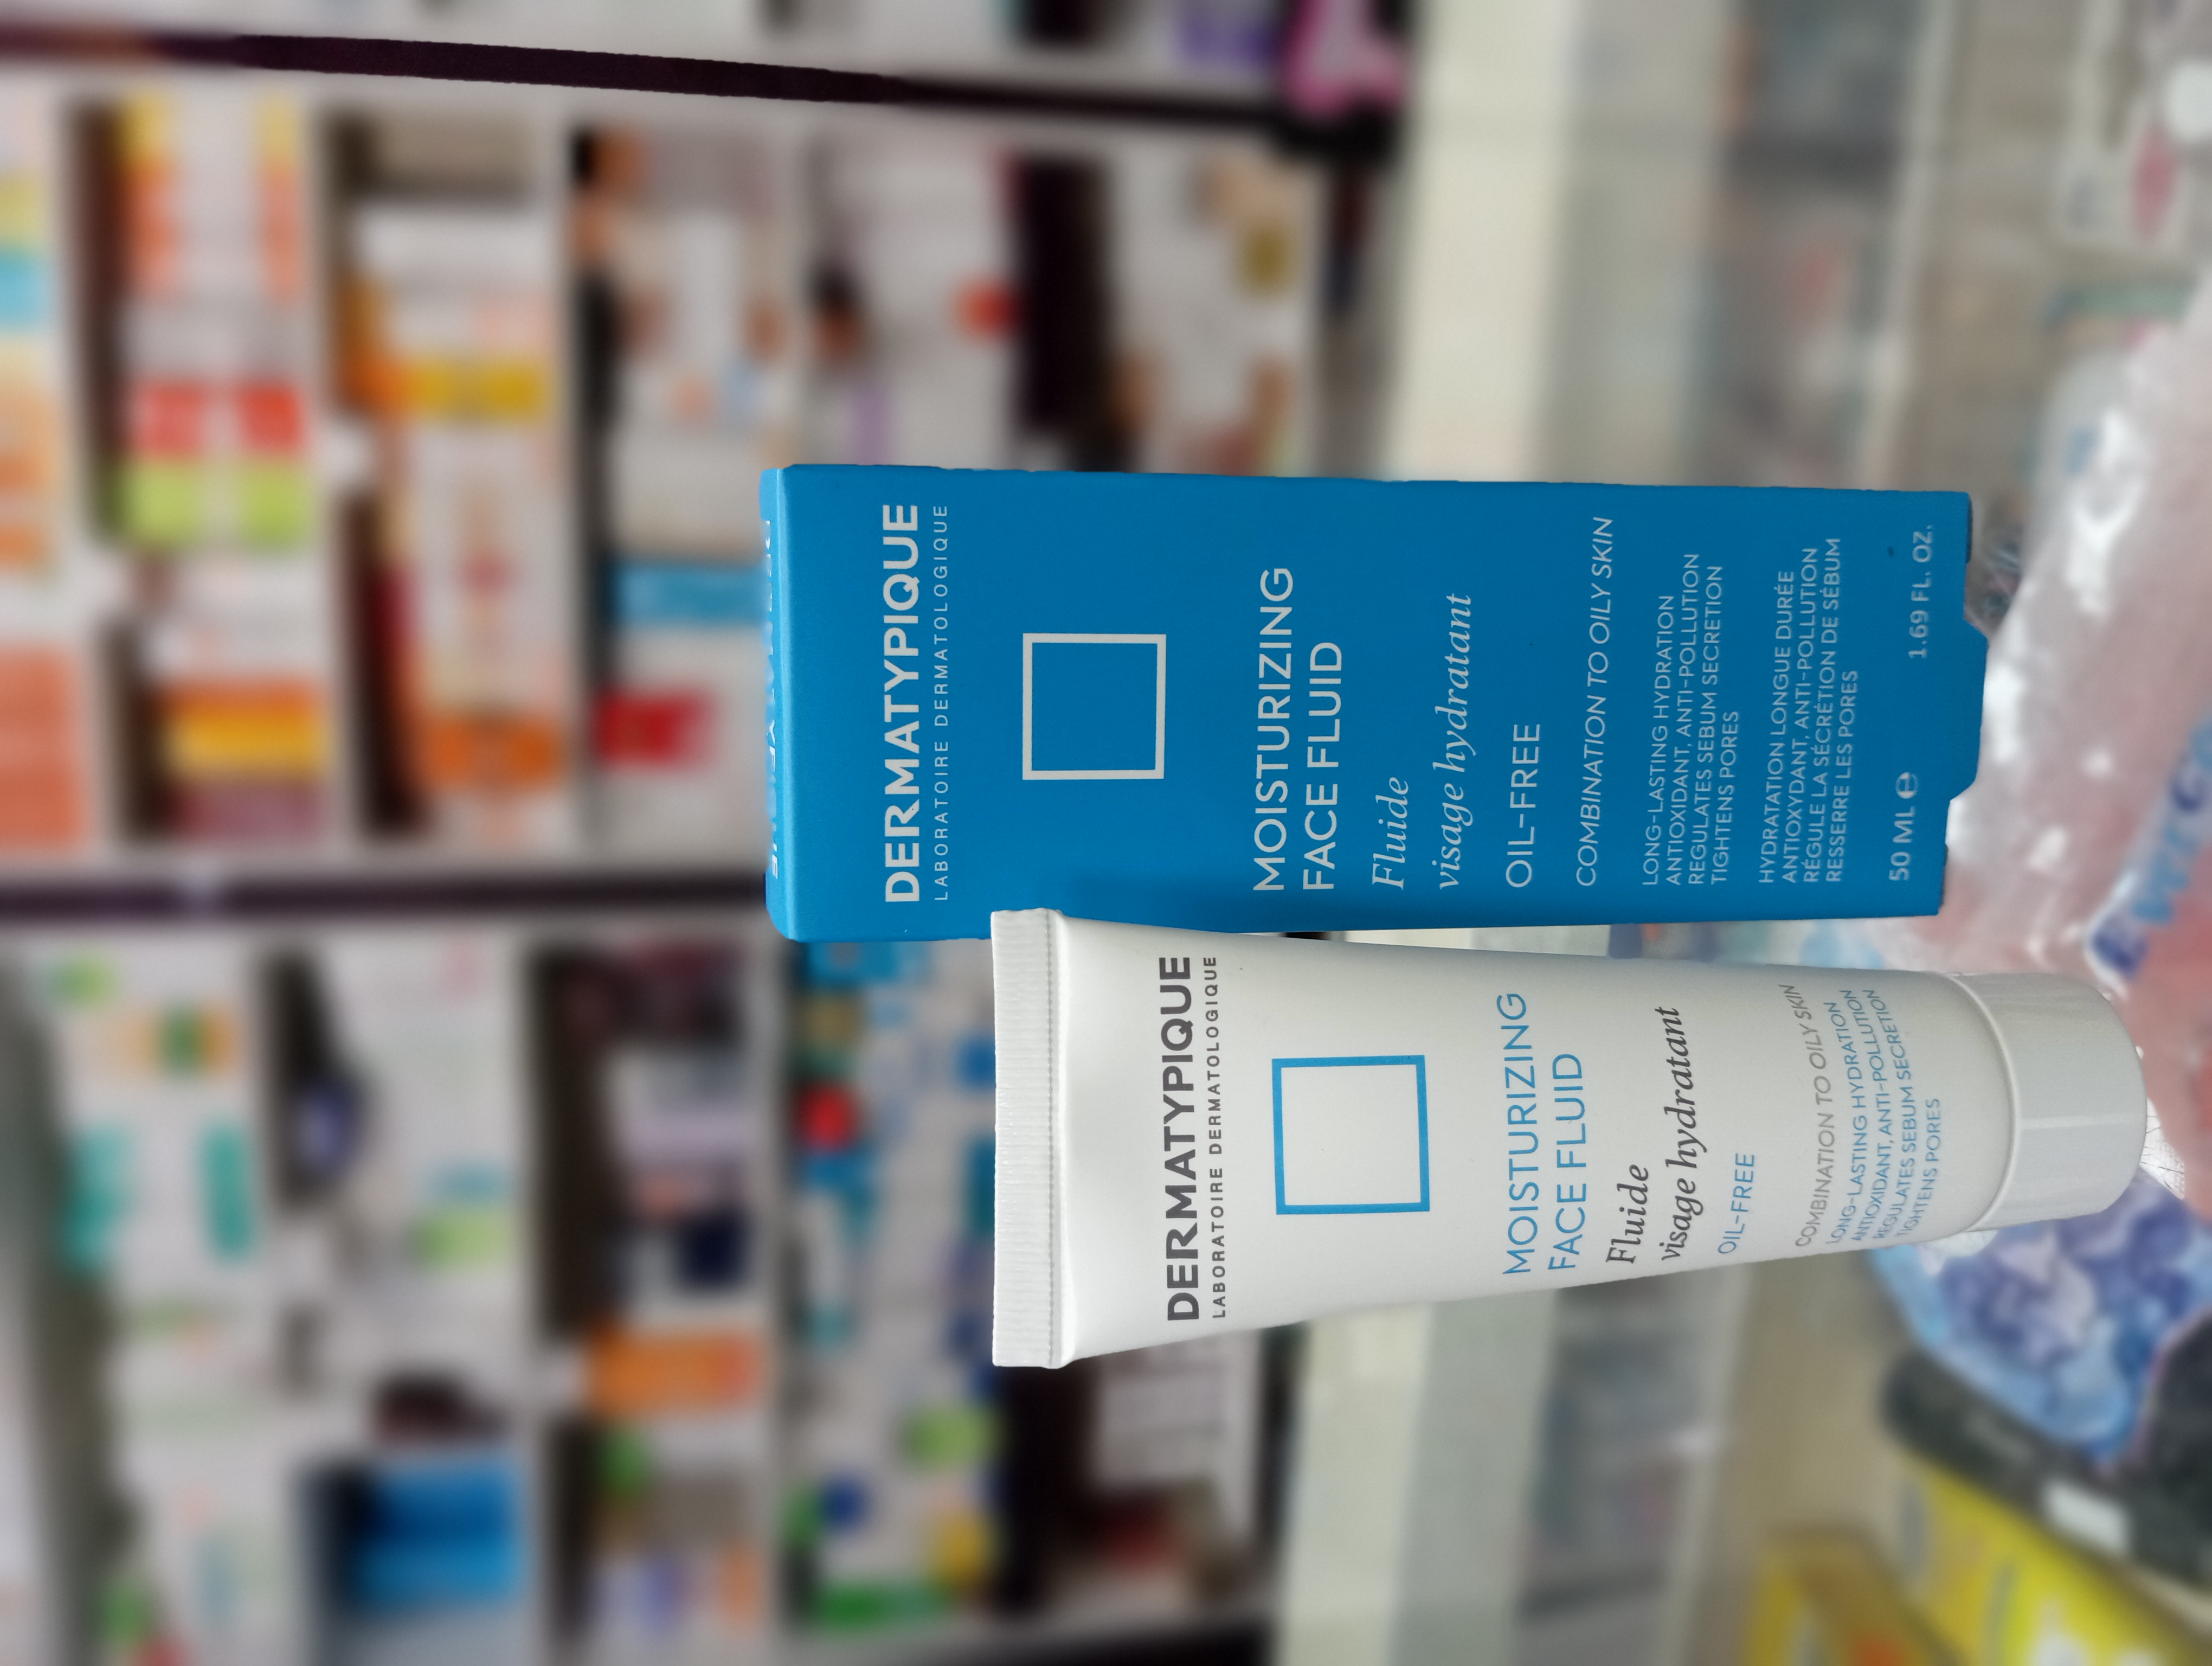 DERMATYPIQUE
LABORATOIRE DERMATOLOGIQUE
MOISTURIZING
FACE FLUID
Fluide
visage hydratant
OIL-FREE
COMBINATION TO OILY SKIN
LONG-LASTING HYDRATION
ANTIOXIDANT, ANTI-POLLUTION
REGULATES SEBUM SECRETION
TIGHTENS PORES
HYDRATATION LONGUE DURÉE
ANTIOXYDANT, ANTI-POLLUTION
RÉGULE LA SÉCRÉTION DE SÉBUM
RESSERRE LES PORES
50 ML ℮ 1.69 FL. OZ.
DERMATYPIQUE
LABORATOIRE DERMATOLOGIQUE
MOISTURIZING
FACE FLUID
Fluide
visage hydratant
OIL-FREE
COMBINATION TO OILY SKIN
LONG-LASTING HYDRATION
ANTIOXIDANT, ANTI-POLLUTION
REGULATES SEBUM SECRETION
TIGHTENS PORES